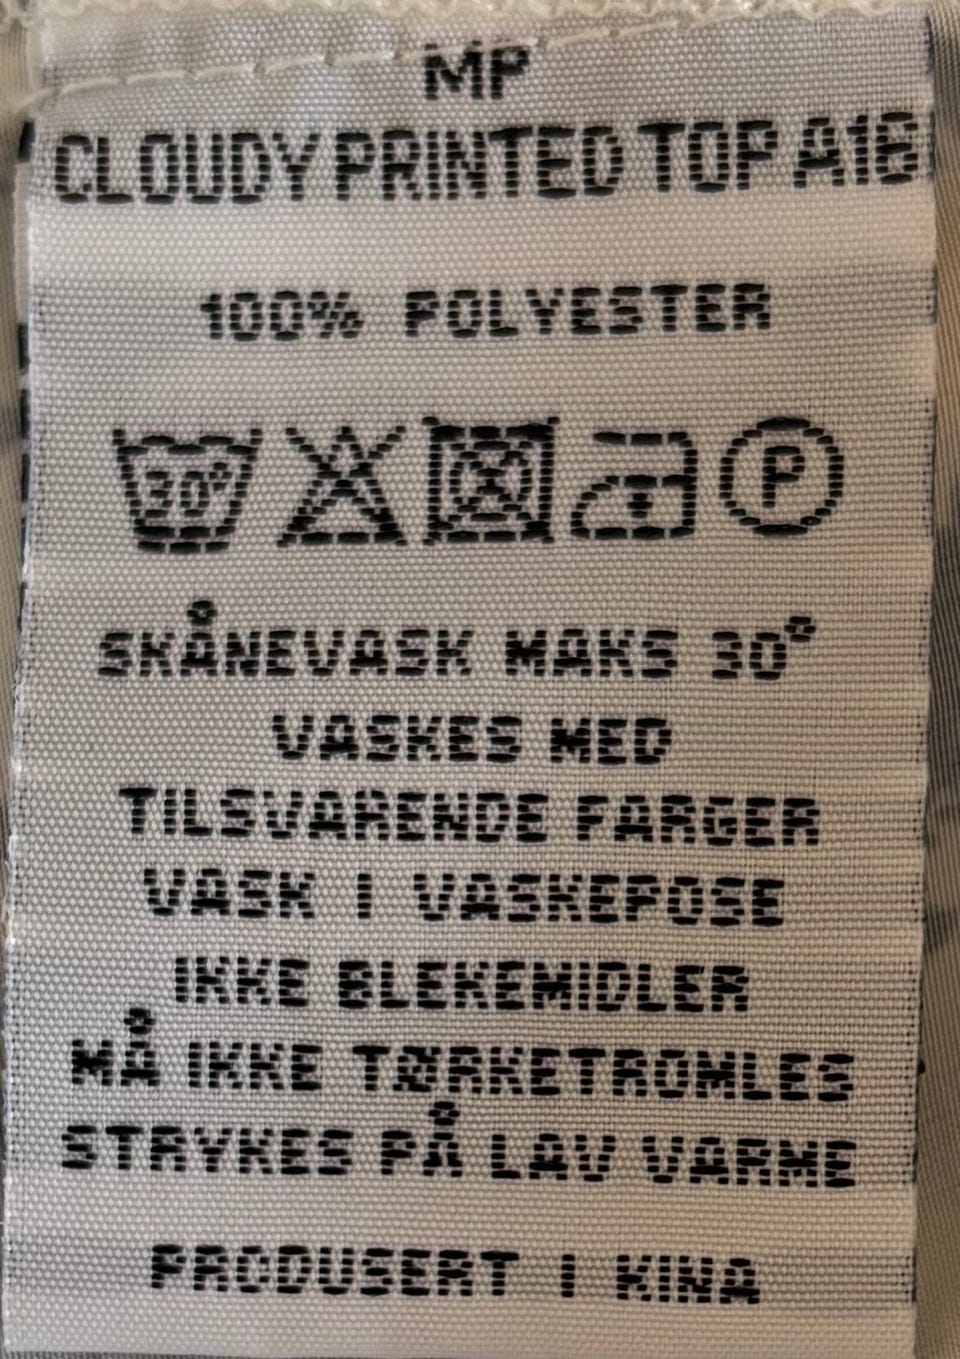 MP
CLOUDY PRINTED TOP A16
100% POLYESTER
30° P
SKÅNEVASK MAKS 30°
VASKES MED
TILSVARENDE FARGER
VASK I VASKEPOSE
IKKE BLEKEMIDLER
MÅ IKKE TØRKETROMLES
STRYKES PÅ LAV VARME
PRODUSERT I KINA